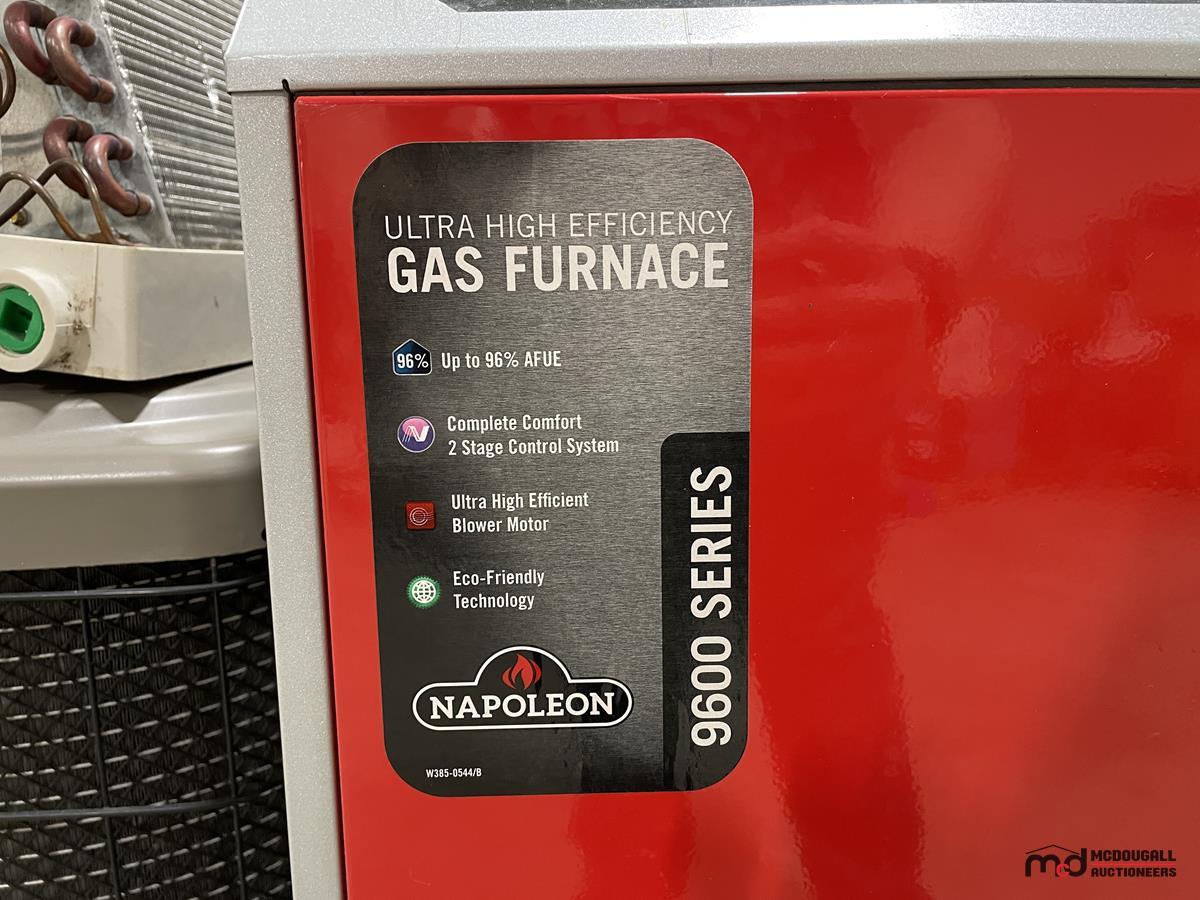 ULTRA HIGH EFFICIENCY
GAS FURNACE
96% Up to 96% AFUE
Complete Comfort
2 Stage Control System
Ultra High Efficient
Blower Motor
Eco-Friendly
Technology
9600 SERIES
NAPOLEON
W385-0544/B
mcd MCDOUGALL
AUCTIONEERS